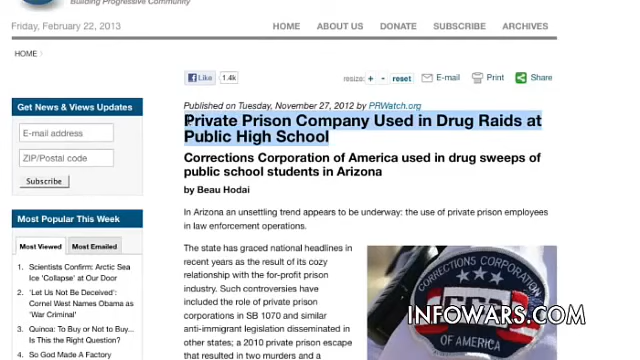 Building Progressive Community
Friday, February 22, 2013
HOME ABOUT US DONATE SUBSCRIBE ARCHIVES
HOME
Like 1.4k
resize: + - reset E-mail Print Share
Get News & Views Updates
E-mail address
ZIP/Postal code
Subscribe
Most Popular This Week
Most Viewed Most Emailed
1. Scientists Confirm: Arctic Sea
Ice 'Collapse' at Our Door
2. 'Let Us Not Be Deceived':
Cornel West Names Obama as
'War Criminal'
3. Quinca: To Buy or Not to Buy...
Is This the Right Question?
4. So God Made A Factory
Published on Tuesday, November 27, 2012 by PRWatch.org
Private Prison Company Used in Drug Raids at
Public High School
Corrections Corporation of America used in drug sweeps of
public school students in Arizona
by Beau Hodai
In Arizona an unsettling trend appears to be underway: the use of private prison employees
in law enforcement operations.
The state has graced national headlines in
recent years as the result of its cozy
relationship with the for-profit prison
industry. Such controversies have
included the role of private prison
corporations in SB 1070 and similar
anti-immigrant legislation disseminated in
other states; a 2010 private prison escape
that resulted in two murders and a
CORRECTIONS CORPORATION
OF AMERICA
INFOWARS.COM